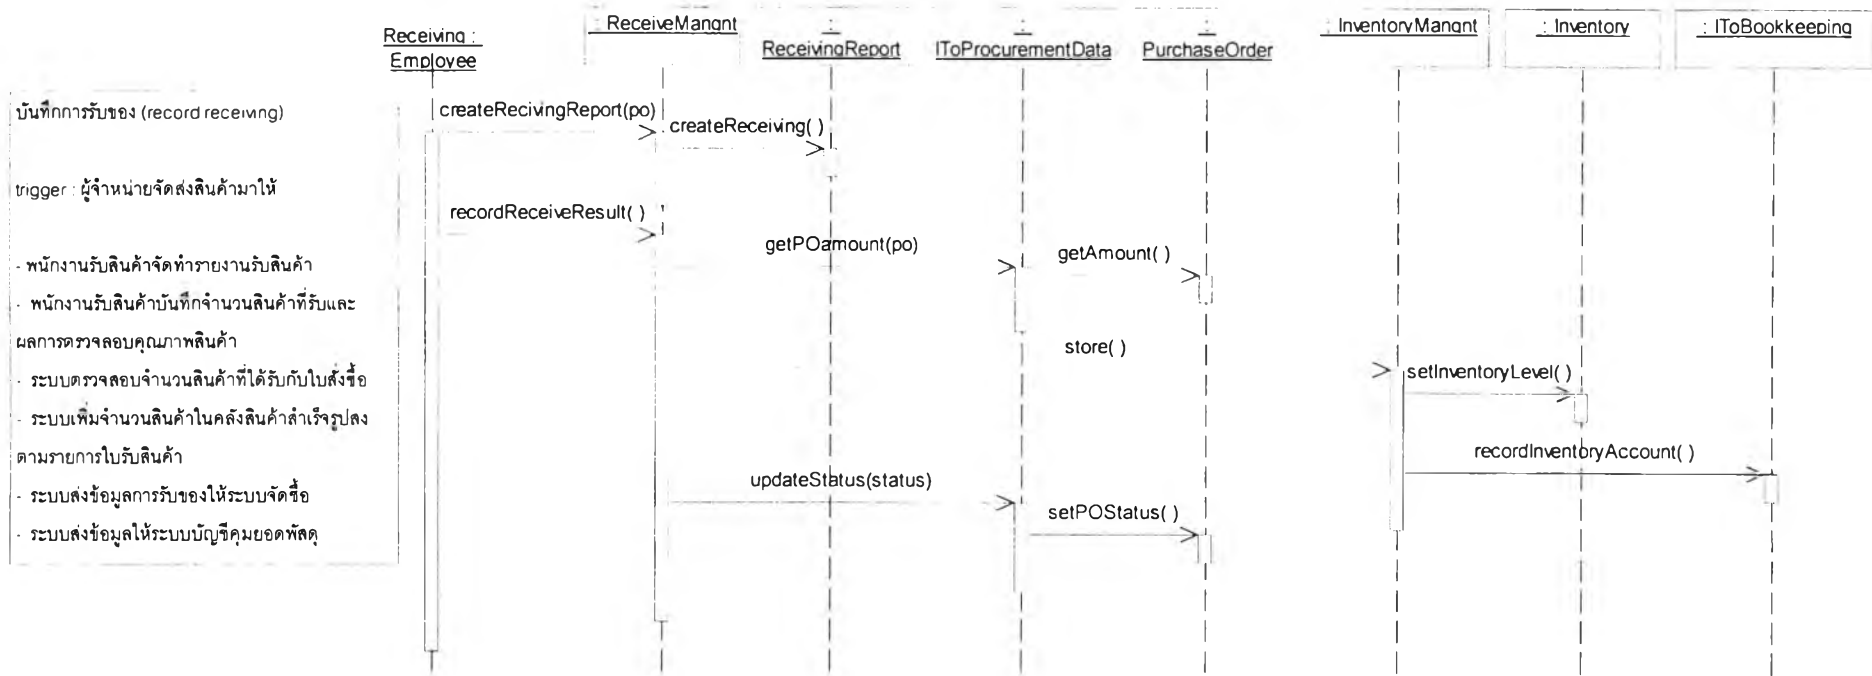 Receiving :
Employee
: ReceiveMangnt
:
ReceivingReport
:
IToProcurementData
:
PurchaseOrder
: InventoryMangnt
: Inventory
: IToBookkeeping
บันทึกการรับของ (record receiving)
trigger : ผู้จำหน่ายจัดส่งสินค้ามาให้
- พนักงานรับสินค้าจัดทำรายงานรับสินค้า
- พนักงานรับสินค้าบันทึกจำนวนสินค้าที่รับและ
ผลการตรวจสอบคุณภาพสินค้า
- ระบบตรวจสอบจำนวนสินค้าที่ได้รับกับใบสั่งซื้อ
- ระบบเพิ่มจำนวนสินค้าในคลังสินค้าสำเร็จรูปลง
ตามรายการใบรับสินค้า
- ระบบส่งข้อมูลการรับของให้ระบบจัดซื้อ
- ระบบส่งข้อมูลให้ระบบบัญชีคุมยอดพัสดุ
createRecivingReport(po)
createReceiving( )
recordReceiveResult( )
getPOamount(po)
getAmount( )
store( )
setInventoryLevel( )
recordInventoryAccount( )
updateStatus(status)
setPOStatus( )